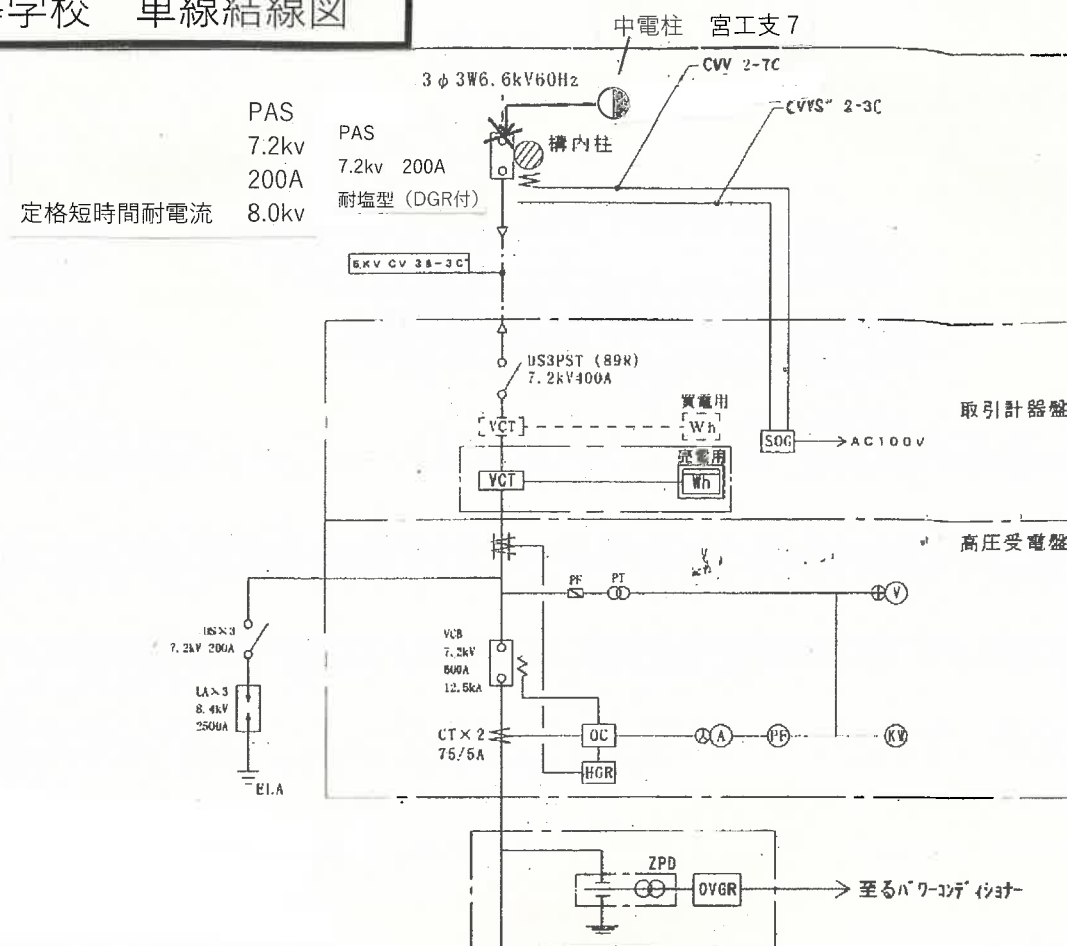 学校 単線結線図
中電柱 宮工支7
CVV 2-7C
3φ3W6.6kV60Hz
CVVS" 2-3C
PAS
7.2kv
200A
定格短時間耐電流 8.0kv
PAS
7.2kv 200A
耐塩型(DGR付)
構内柱
6KV CV 38-3C
DS3PST (89R)
7.2kV400A
買電用
VCT
Wh
取引計器盤
SOG
AC100V
売電用
VCT
Wh
高圧受電盤
PF
PT
V
DS×3
7.2kV 200A
VCB
7.2kV
600A
12.5kA
LA×3
8.4kV
2500A
CT×2
75/5A
OC
A
PF
KW
HGR
ELA
ZPD
OVGR
至るパワーコンディショナー